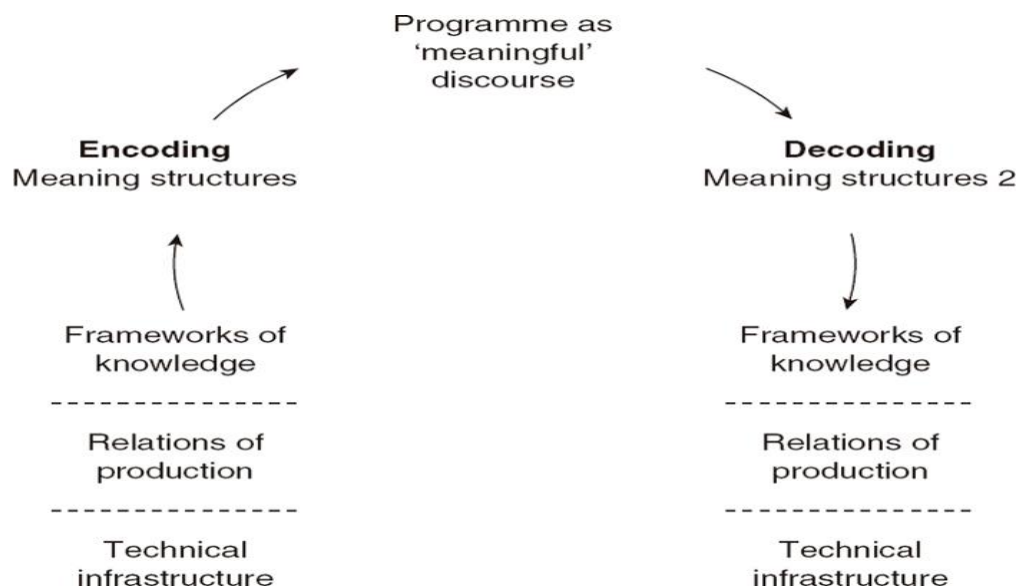 Programme as
‘meaningful’
discourse
Encoding
Meaning structures
Decoding
Meaning structures 2
Frameworks of
knowledge
Relations of
production
Technical
infrastructure
Frameworks of
knowledge
Relations of
production
Technical
infrastructure